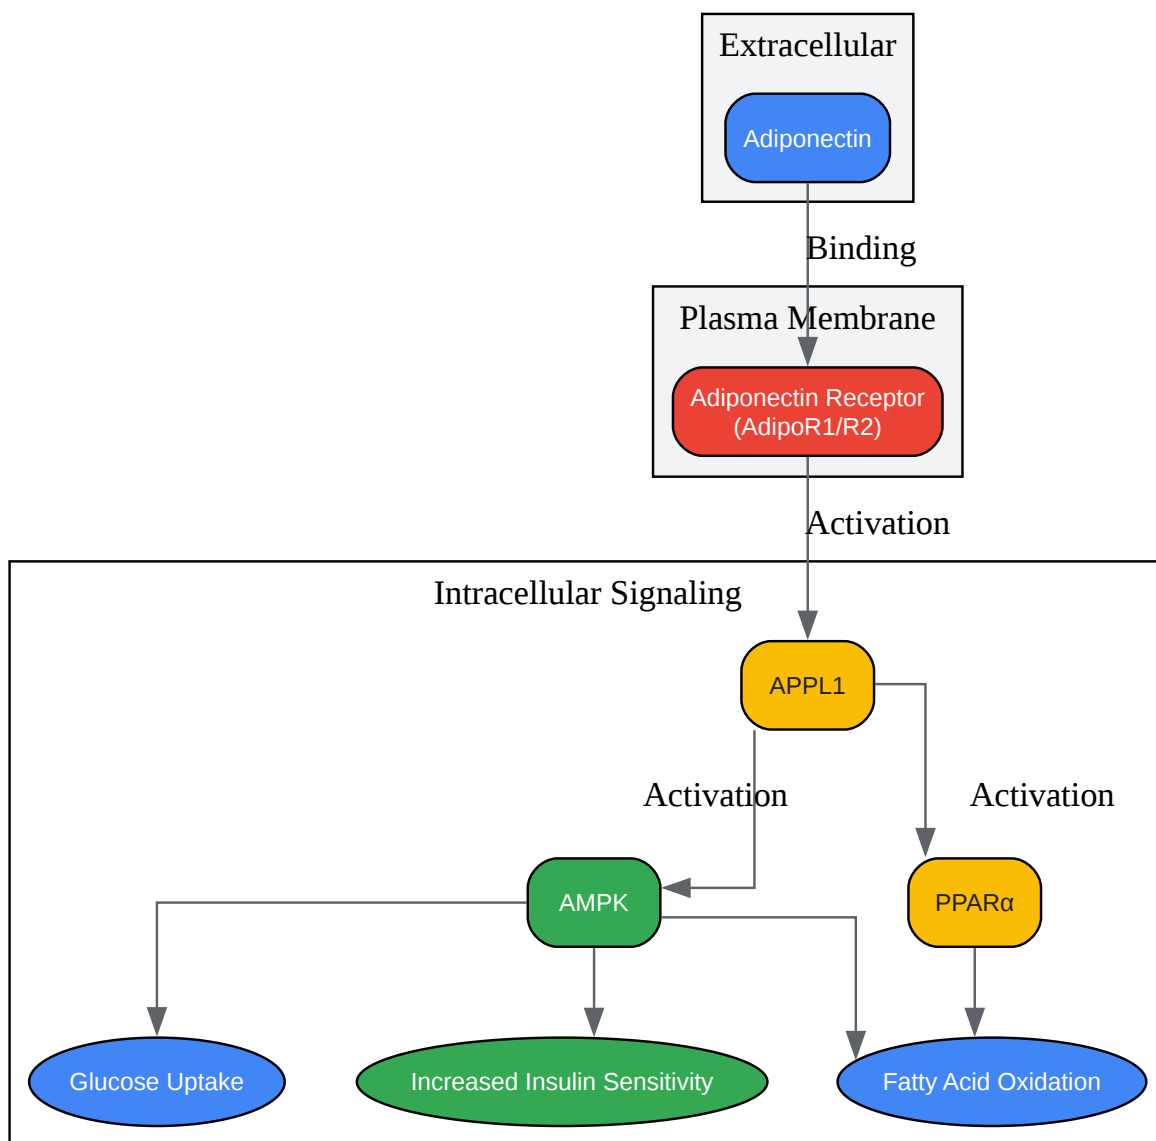 Extracellular
Adiponectin
Binding
Plasma Membrane
Adiponectin Receptor
(AdipoR1/R2)
Activation
Intracellular Signaling
APPL1
Activation
Activation
AMPK
PPARα
Glucose Uptake
Increased Insulin Sensitivity
Fatty Acid Oxidation